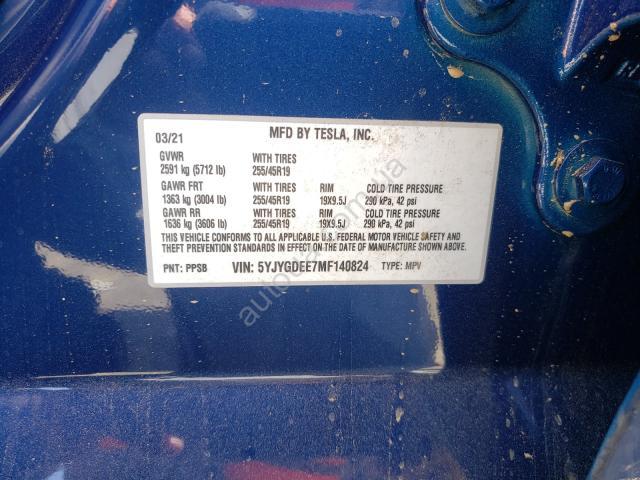 03/21 MFD BY TESLA, INC.
GVWR WITH TIRES
2591 kg (5712 lb) 255/45R19
GAWR FRT WITH TIRES RIM COLD TIRE PRESSURE
1363 kg (3004 lb) 255/45R19 19X9.5J 290 kPa, 42 psi
GAWR RR WITH TIRES RIM COLD TIRE PRESSURE
1636 kg (3606 lb) 255/45R19 19X9.5J 290 kPa, 42 psi
THIS VEHICLE CONFORMS TO ALL APPLICABLE U.S. FEDERAL MOTOR VEHICLE SAFETY AND
THEFT PREVENTION STANDARDS IN EFFECT ON THE DATE OF MANUFACTURE SHOWN ABOVE.
PNT: PPSB VIN: 5YJYGDEE7MF140824 TYPE: MPV